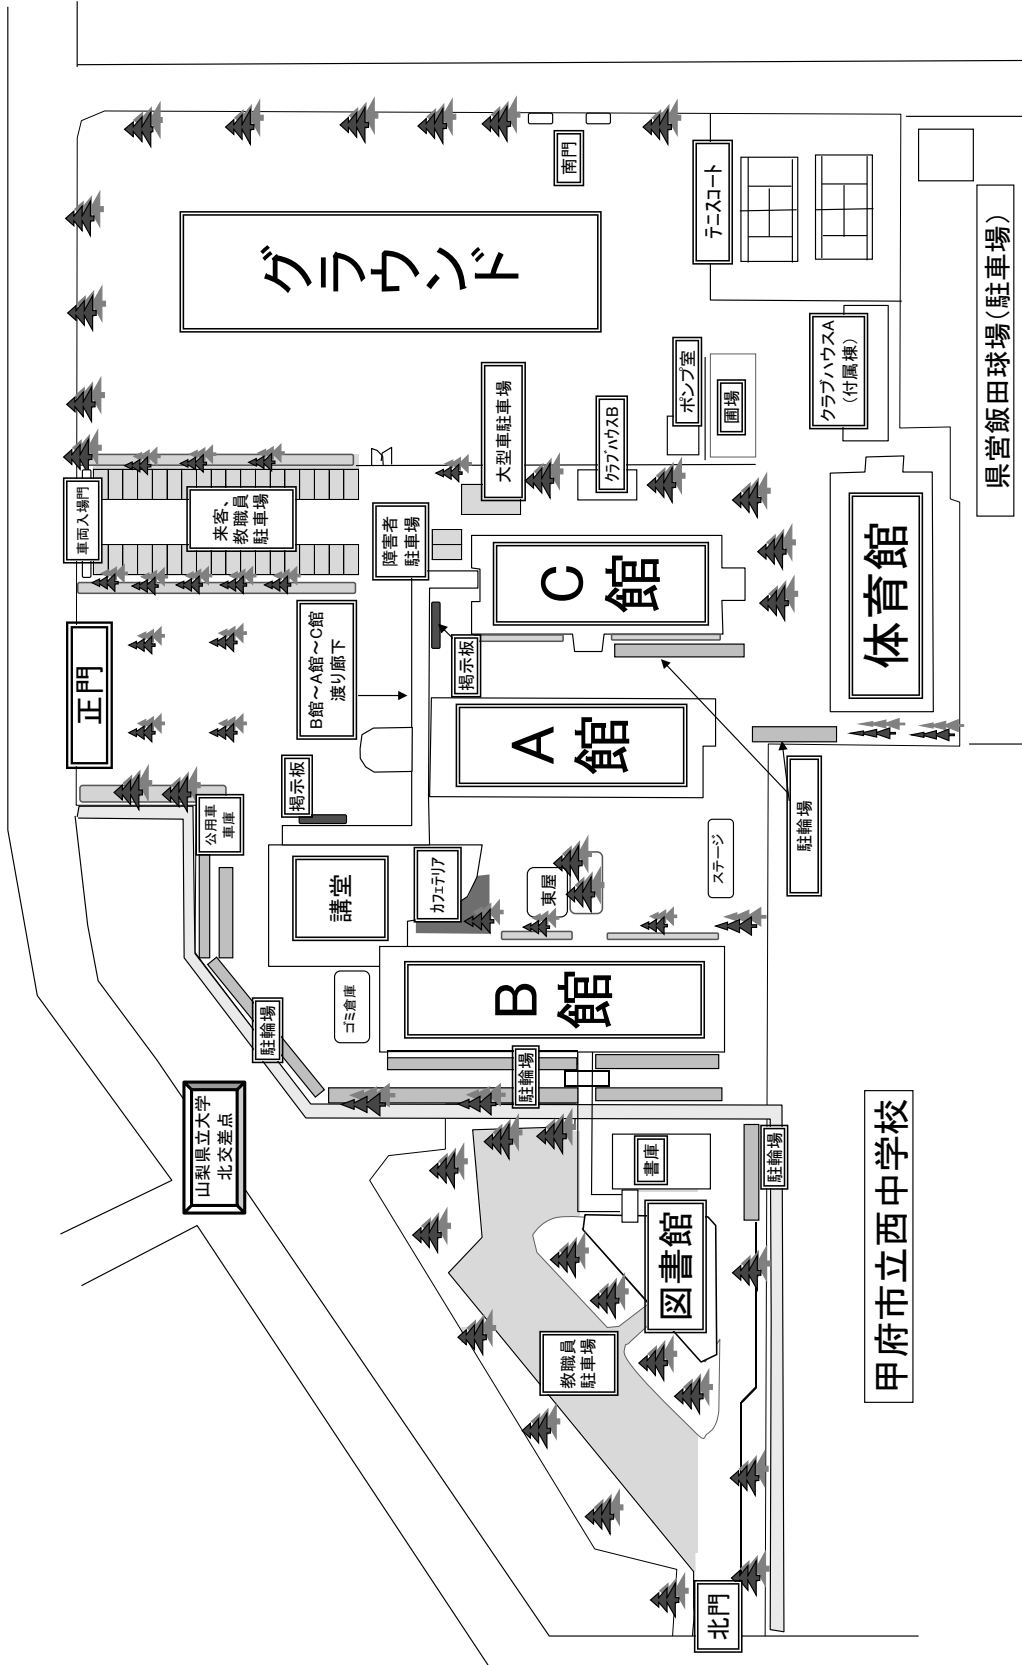 南門
テニスコート
グラウンド
県営飯田球場(駐車場)
クラブハウスA
(付属棟)
ポンプ室
圃場
大型車駐車場
クラブハウスB
車両入場門
来客、
教職員
駐車場
障害者
駐車場
C
館
体育館
正門
B館～A館～C館
渡り廊下
掲示板
A
館
掲示板
公用車
車庫
駐輪場
講堂
カフェテリア
東屋
ステージ
B
館
ゴミ倉庫
駐輪場
駐輪場
山梨県立大学
北交差点
書庫
駐輪場
図書館
教職員
駐車場
甲府市立西中学校
北門